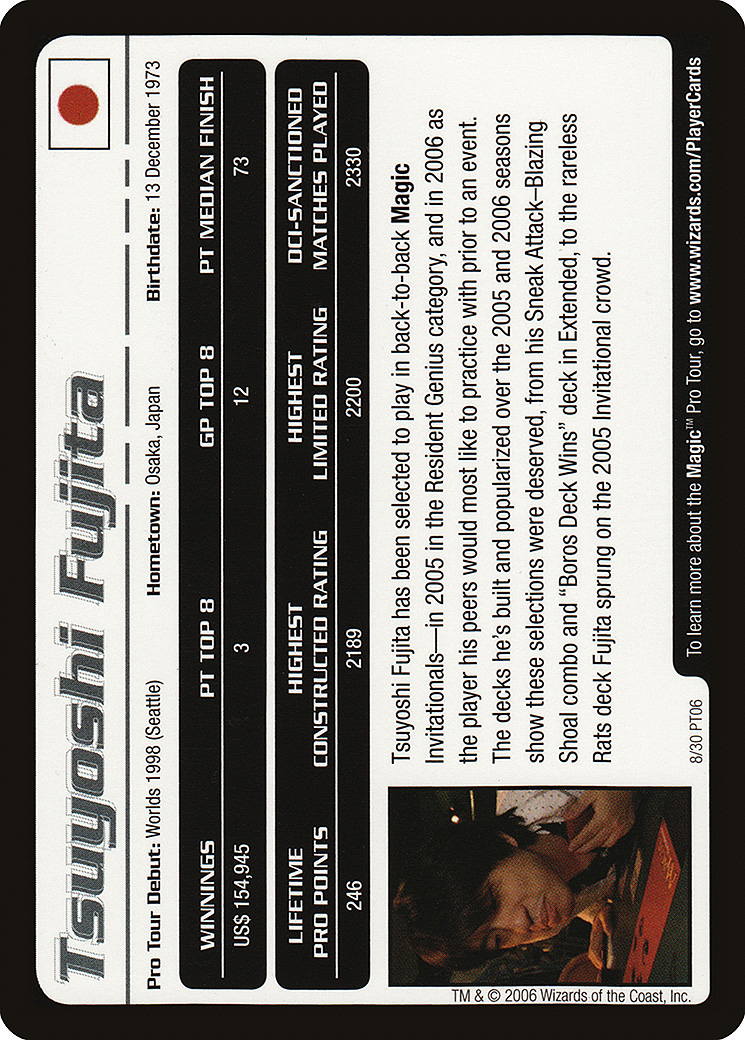 Tsuyoshi Fujita
Pro Tour Debut: Worlds 1998 (Seattle) Hometown: Osaka, Japan Birthdate: 13 December 1973
WINNINGS PT TOP 8 GP TOP 8 PT MEDIAN FINISH
US$ 154,945 3 12 73
LIFETIME HIGHEST HIGHEST DCI-SANCTIONED
PRO POINTS CONSTRUCTED RATING LIMITED RATING MATCHES PLAYED
246 2189 2200 2330
Tsuyoshi Fujita has been selected to play in back-to-back Magic
Invitationals—in 2005 in the Resident Genius category, and in 2006 as
the player his peers would most like to practice with prior to an event.
The decks he's built and popularized over the 2005 and 2006 seasons
show these selections were deserved, from his Sneak Attack–Blazing
Shoal combo and “Boros Deck Wins” deck in Extended, to the rareless
Rats deck Fujita sprung on the 2005 Invitational crowd.
TM & © 2006 Wizards of the Coast, Inc.
8/30 PT06
To learn more about the Magic™ Pro Tour, go to www.wizards.com/PlayerCards